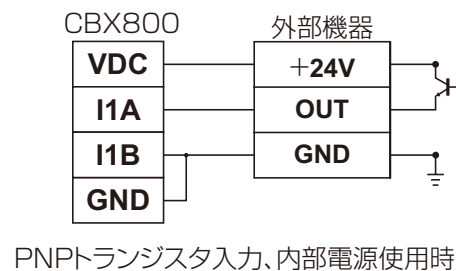 CBX800 外部機器
VDC ＋24V
I1A OUT
I1B GND
GND
PNPトランジスタ入力、内部電源使用時